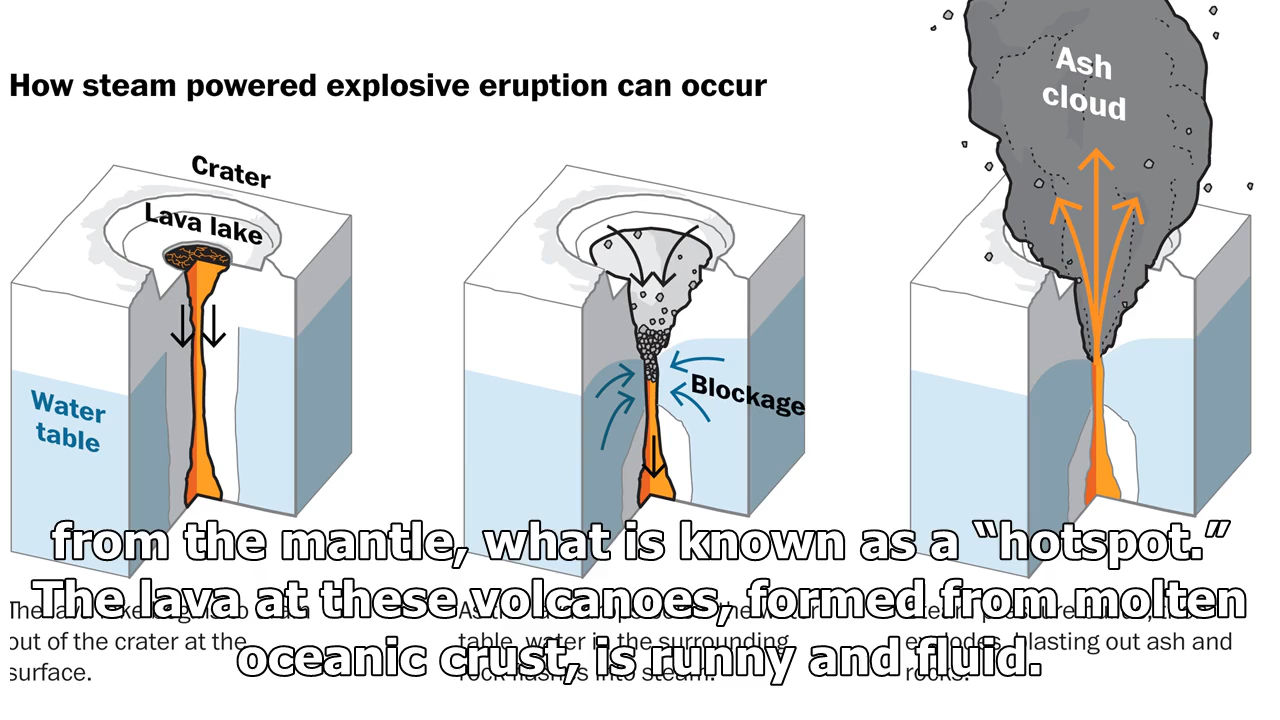 How steam powered explosive eruption can occur
Crater
Lava lake
Water
table
Blockage
Ash
cloud
from the mantle, what is known as a “hotspot.”
The lava at these volcanoes, formed from molten
oceanic crust, is runny and fluid.
out of the crater at the
surface.
table, water in the surrounding
rock flashes into steam.
blasting out ash and
rocks.